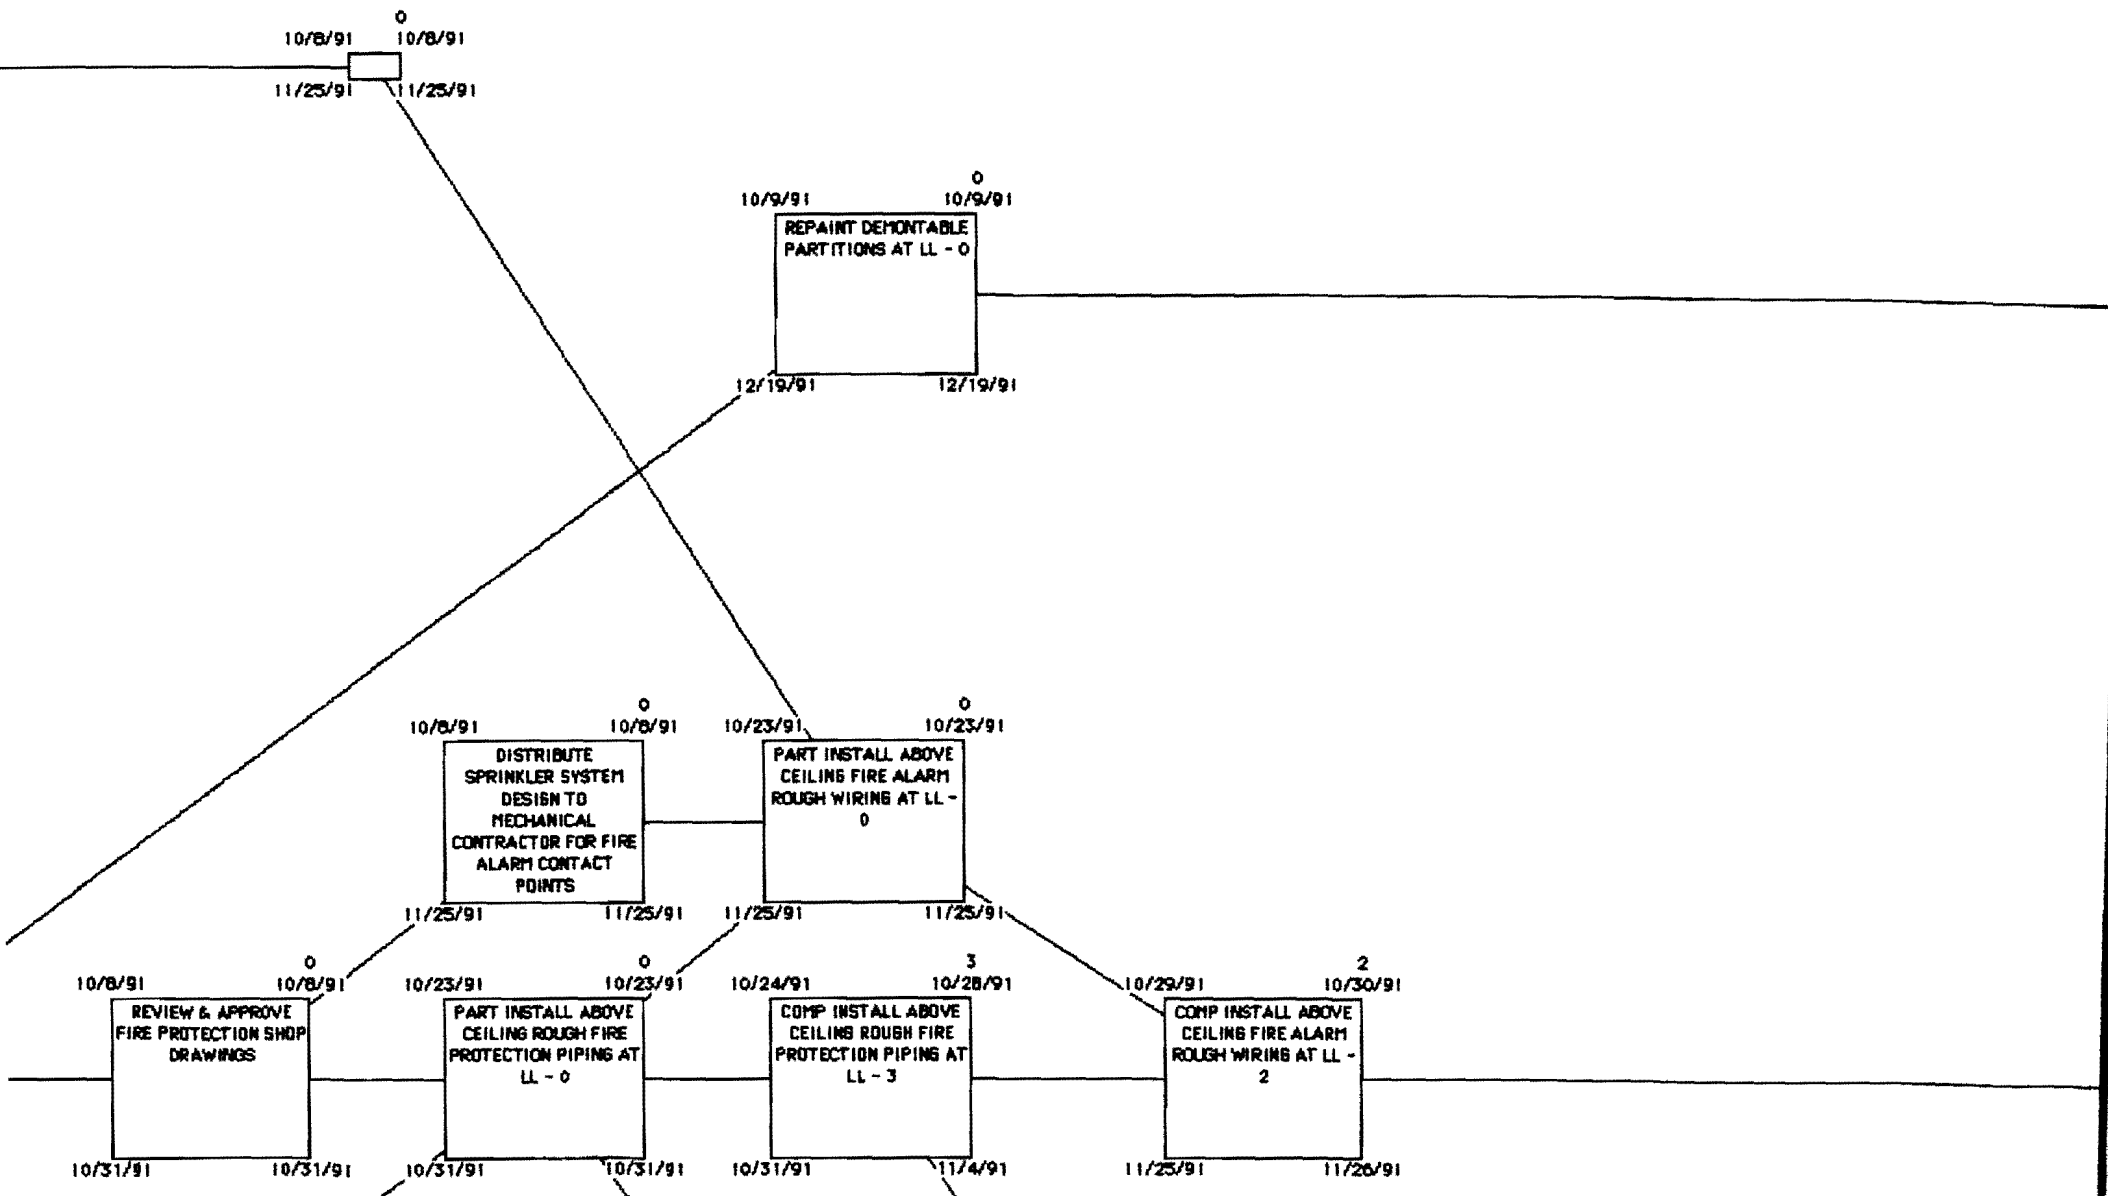 0
10/8/91 10/8/91
11/25/91 11/25/91
0
10/9/91 10/9/91
REPAINT DEMONTABLE
PARTITIONS AT LL - 0
12/19/91 12/19/91
0
10/8/91 10/8/91
DISTRIBUTE
SPRINKLER SYSTEM
DESIGN TO
MECHANICAL
CONTRACTOR FOR FIRE
ALARM CONTACT
POINTS
11/25/91 11/25/91
0
10/23/91 10/23/91
PART INSTALL ABOVE
CEILING FIRE ALARM
ROUGH WIRING AT LL -
0
11/25/91 11/25/91
0
10/8/91 10/8/91
REVIEW & APPROVE
FIRE PROTECTION SHOP
DRAWINGS
10/31/91 10/31/91
0
10/23/91 10/23/91
PART INSTALL ABOVE
CEILING ROUGH FIRE
PROTECTION PIPING AT
LL - 0
10/31/91 10/31/91
3
10/24/91 10/28/91
COMP INSTALL ABOVE
CEILING ROUGH FIRE
PROTECTION PIPING AT
LL - 3
10/31/91 11/4/91
2
10/29/91 10/30/91
COMP INSTALL ABOVE
CEILING FIRE ALARM
ROUGH WIRING AT LL -
2
11/25/91 11/26/91